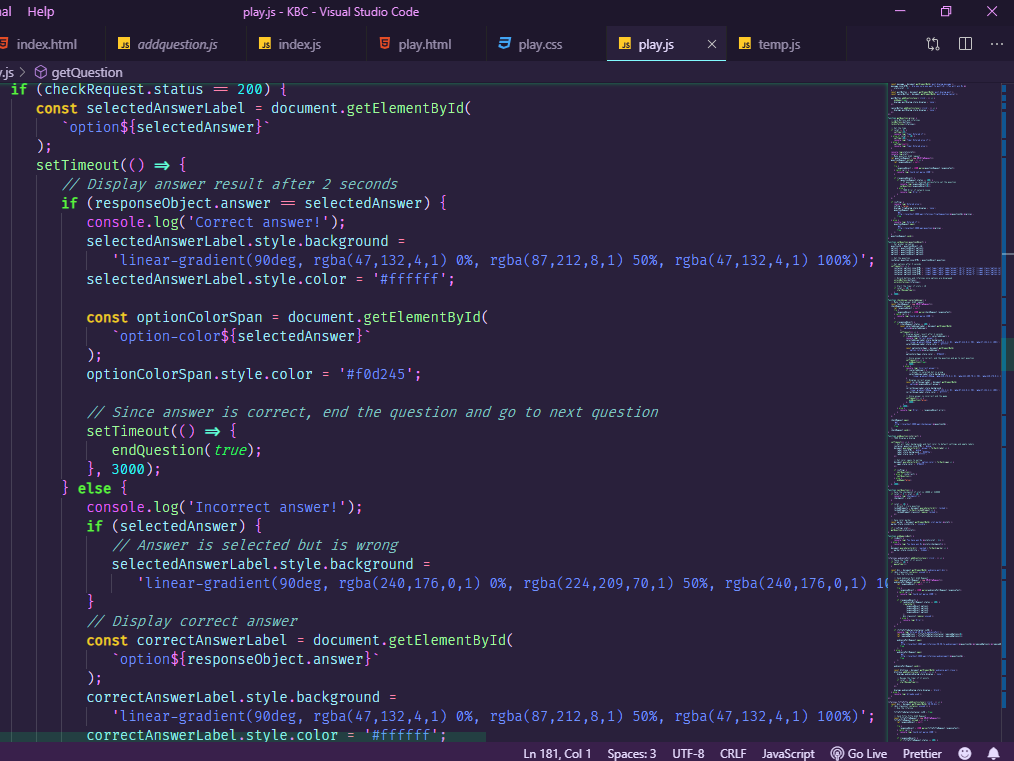 al Help play.js - KBC - Visual Studio Code
index.html addquestion.js index.js play.html play.css play.js temp.js
.js > getQuestion
if (checkRequest.status == 200) {
const selectedAnswerLabel = document.getElementById(
`option${selectedAnswer}`
);
setTimeout(() => {
// Display answer result after 2 seconds
if (responseObject.answer == selectedAnswer) {
console.log('Correct answer!');
selectedAnswerLabel.style.background =
'linear-gradient(90deg, rgba(47,132,4,1) 0%, rgba(87,212,8,1) 50%, rgba(47,132,4,1) 100%)';
selectedAnswerLabel.style.color = '#ffffff';
const optionColorSpan = document.getElementById(
`option-color${selectedAnswer}`
);
optionColorSpan.style.color = '#f0d245';
// Since answer is correct, end the question and go to next question
setTimeout(() => {
endQuestion(true);
}, 3000);
} else {
console.log('Incorrect answer!');
if (selectedAnswer) {
// Answer is selected but is wrong
selectedAnswerLabel.style.background =
'linear-gradient(90deg, rgba(240,176,0,1) 0%, rgba(224,209,70,1) 50%, rgba(240,176,0,1) 10
}
// Display correct answer
const correctAnswerLabel = document.getElementById(
`option${responseObject.answer}`
);
correctAnswerLabel.style.background =
'linear-gradient(90deg, rgba(47,132,4,1) 0%, rgba(87,212,8,1) 50%, rgba(47,132,4,1) 100%)';
correctAnswerLabel.style.color = '#ffffff';
Ln 181, Col 1 Spaces: 3 UTF-8 CRLF JavaScript Go Live Prettier